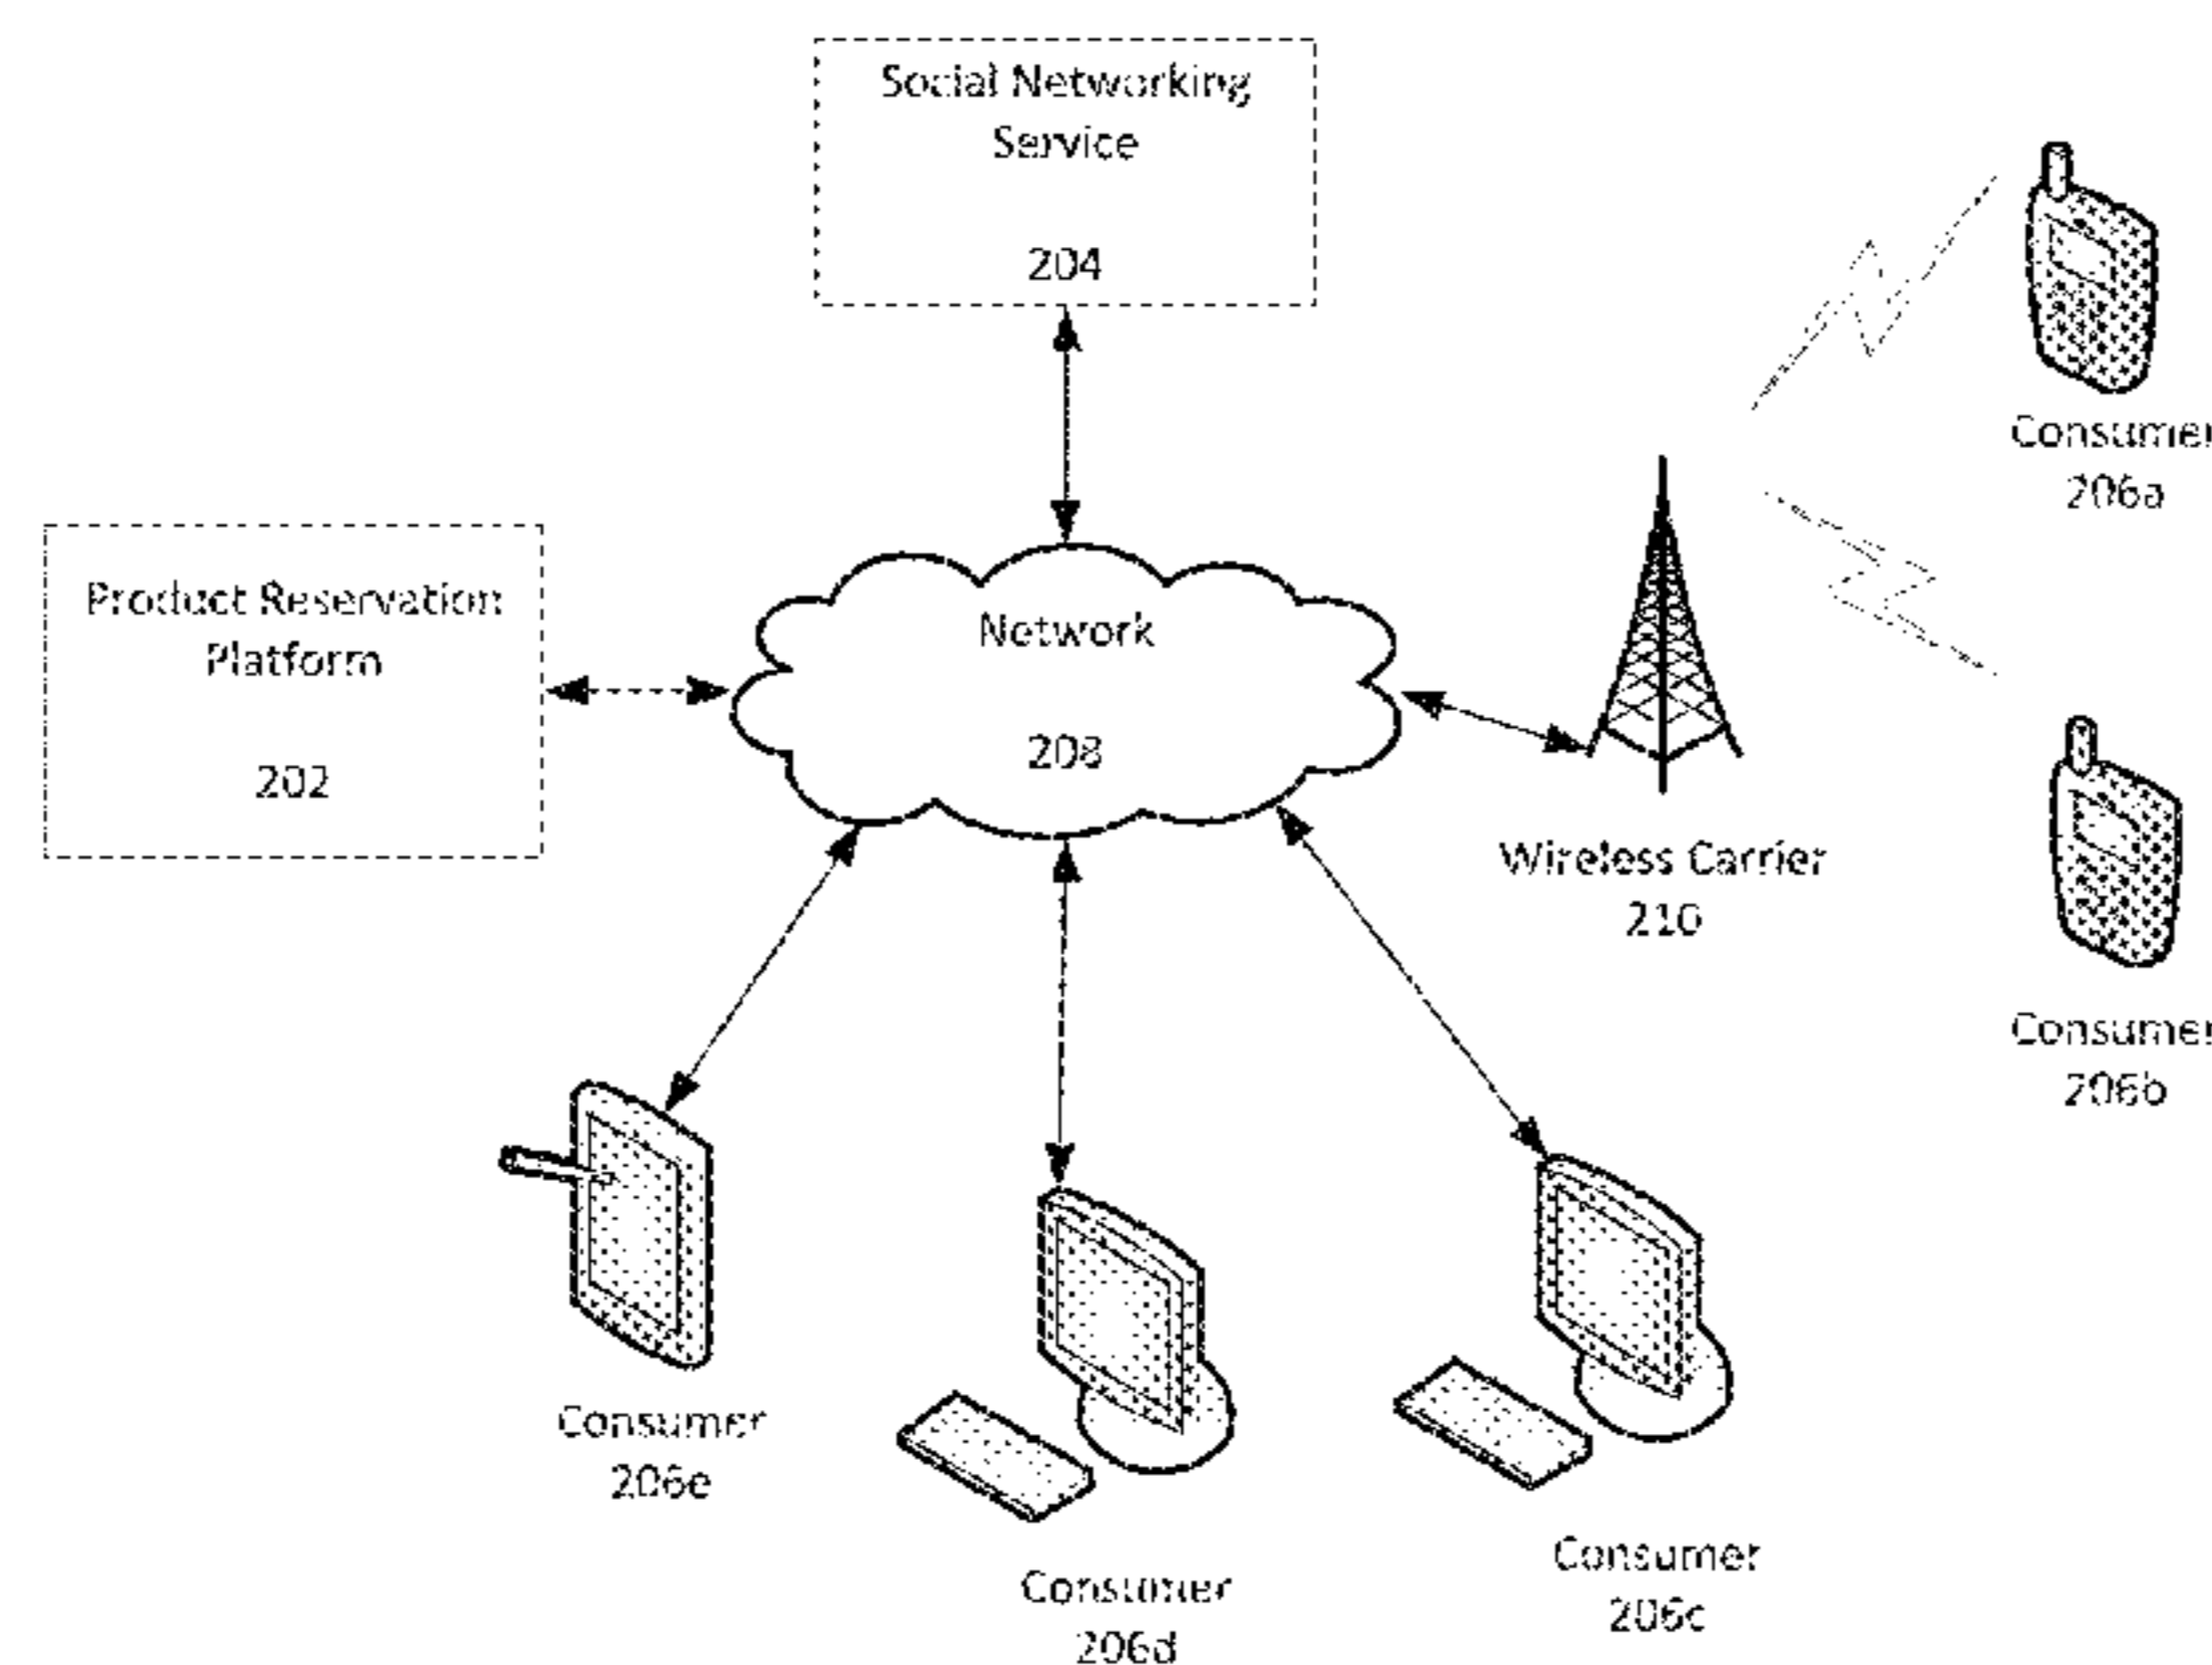 Social Networking
Service
204
Consumer
206a
Product Reservation
Platform
202
Network
208
Wireless Carrier
210
Consumer
206b
Consumer
206e
Consumer
206d
Consumer
206c